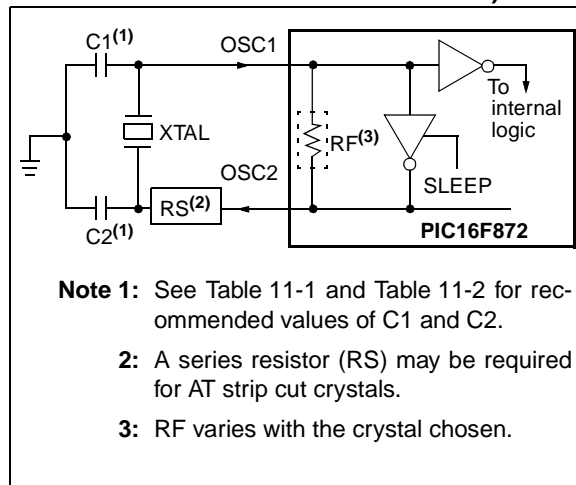 C1(1)
OSC1
To
internal
logic
XTAL
RF(3)
OSC2
SLEEP
RS(2)
C2(1)
PIC16F872
Note 1: See Table 11-1 and Table 11-2 for rec-
ommended values of C1 and C2.
2: A series resistor (RS) may be required
for AT strip cut crystals.
3: RF varies with the crystal chosen.